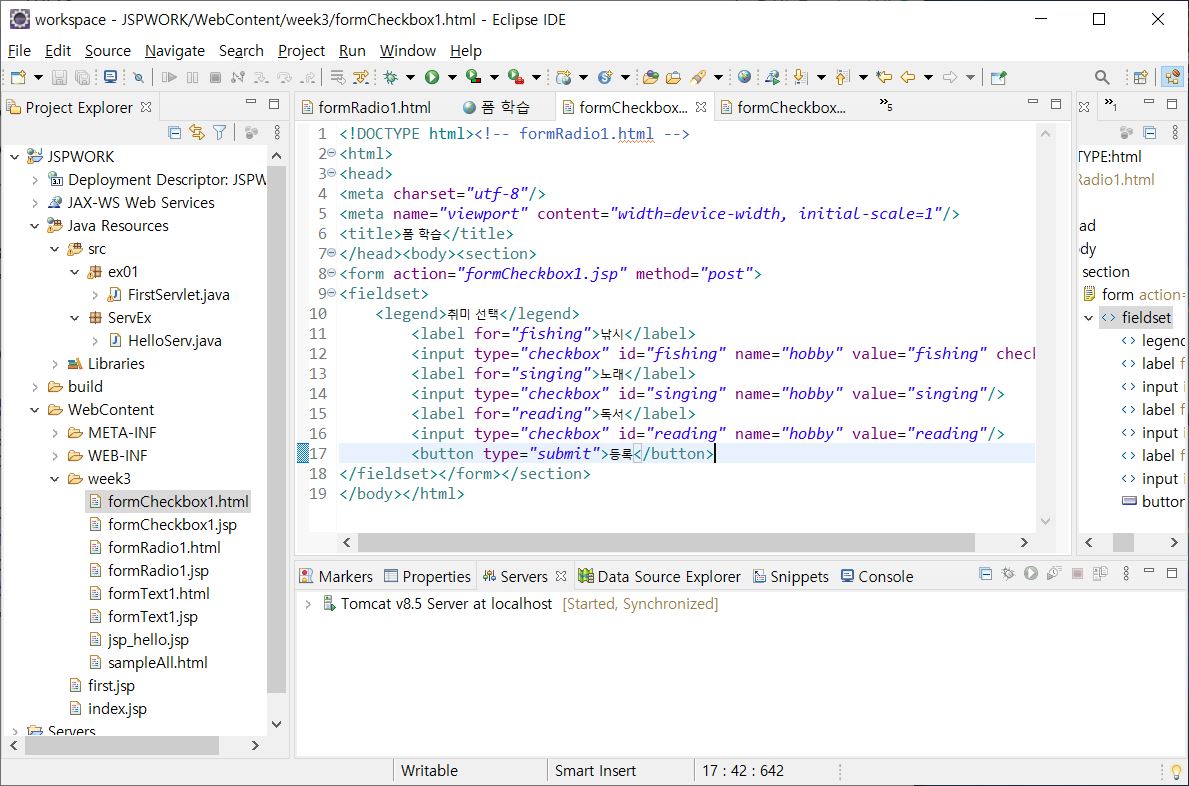 workspace - JSPWORK/WebContent/week3/formCheckbox1.html - Eclipse IDE
File Edit Source Navigate Search Project Run Window Help
Project Explorer
JSPWORK
Deployment Descriptor: JSPW
JAX-WS Web Services
Java Resources
src
ex01
FirstServlet.java
ServEx
HelloServ.java
Libraries
build
WebContent
META-INF
WEB-INF
week3
formCheckbox1.html
formCheckbox1.jsp
formRadio1.html
formRadio1.jsp
formText1.html
formText1.jsp
jsp_hello.jsp
sampleAll.html
first.jsp
index.jsp
Servers
formRadio1.html 폼 학습 formCheckbox... formCheckbox... »5
1 <!DOCTYPE html><!-- formRadio1.html -->
2 <html>
3 <head>
4 <meta charset="utf-8"/>
5 <meta name="viewport" content="width=device-width, initial-scale=1"/>
6 <title>폼 학습</title>
7 </head><body><section>
8 <form action="formCheckbox1.jsp" method="post">
9 <fieldset>
10 <legend>취미 선택</legend>
11 <label for="fishing">낚시</label>
12 <input type="checkbox" id="fishing" name="hobby" value="fishing" check
13 <label for="singing">노래</label>
14 <input type="checkbox" id="singing" name="hobby" value="singing"/>
15 <label for="reading">독서</label>
16 <input type="checkbox" id="reading" name="hobby" value="reading"/>
17 <button type="submit">등록</button>
18 </fieldset></form></section>
19 </body></html>
»1
TYPE:html
Radio1.html
ad
dy
section
form action=
fieldset
legend
label f
input i
label f
input i
label f
input i
button
Markers Properties Servers Data Source Explorer Snippets Console
Tomcat v8.5 Server at localhost [Started, Synchronized]
Writable Smart Insert 17 : 42 : 642